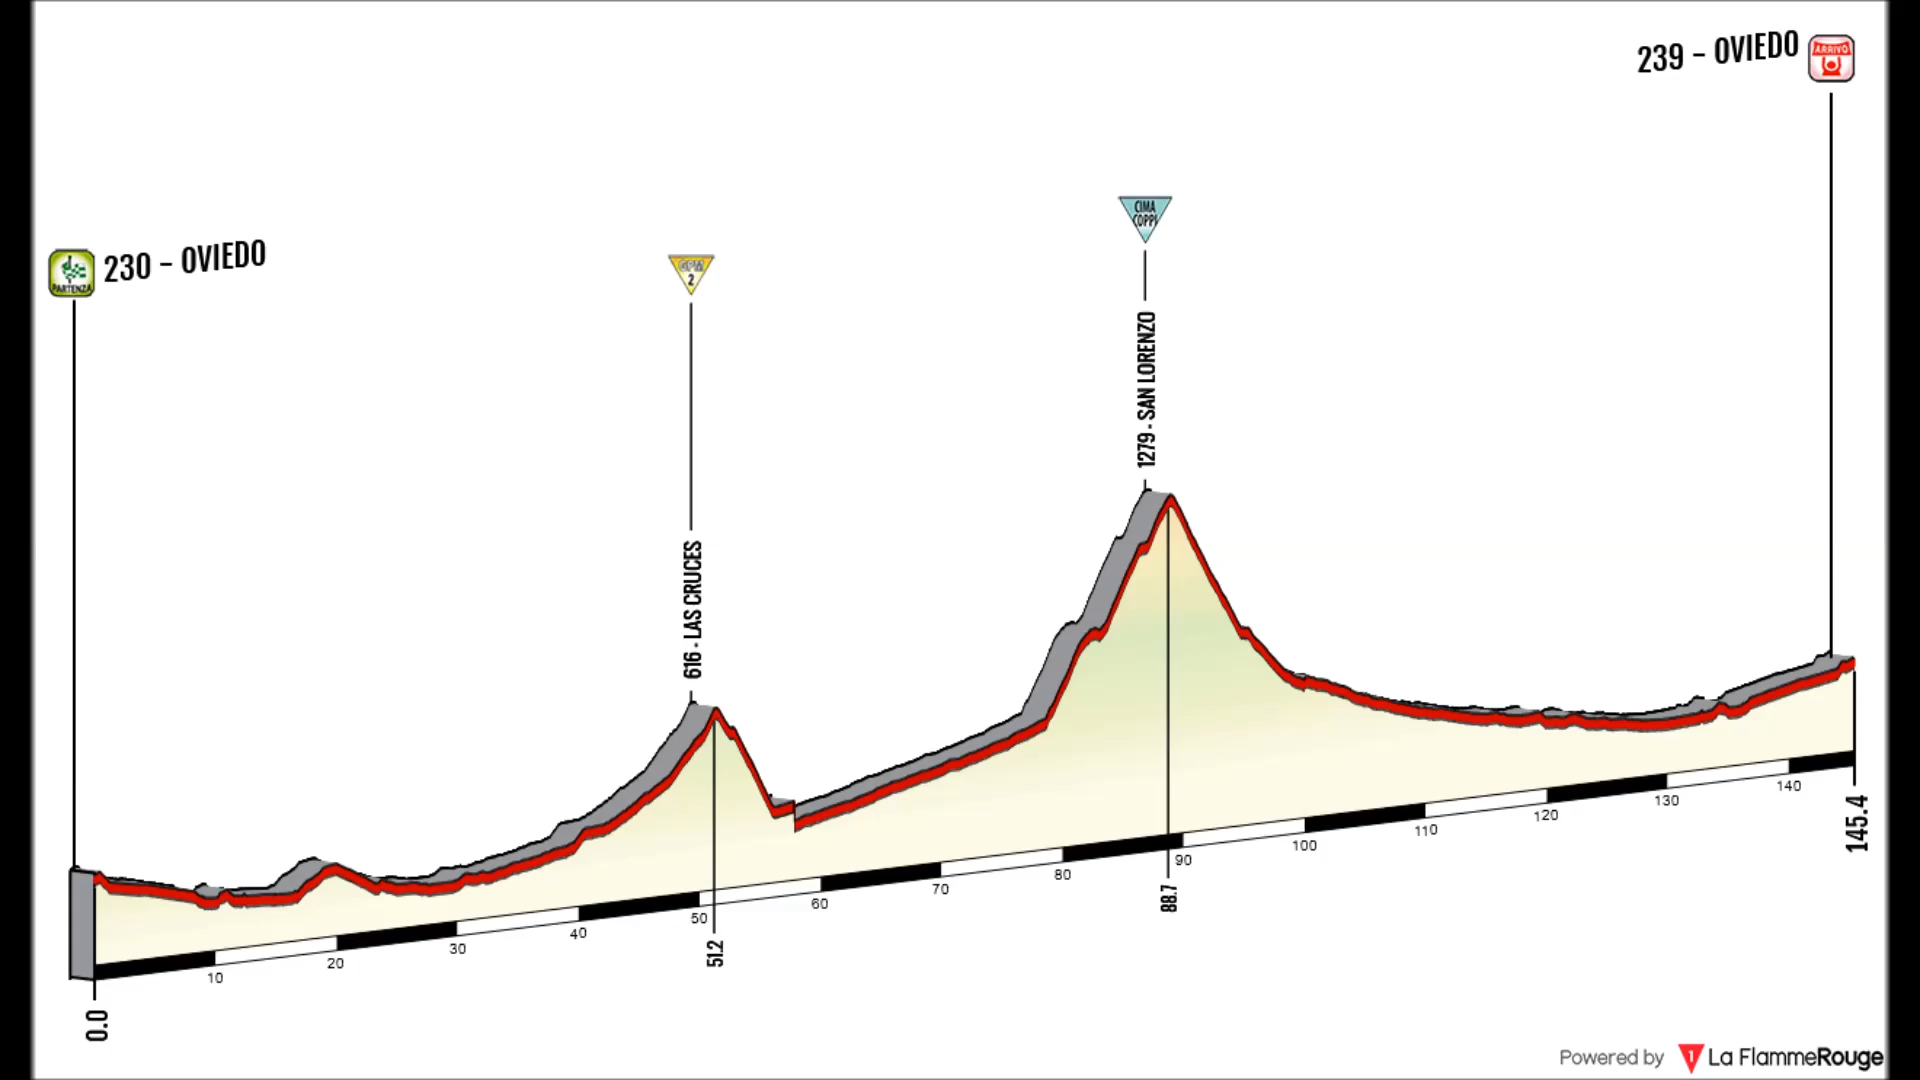 239 - OVIEDO
ARRIVO
CIMA
COPPI
230 - OVIEDO
PARTENZA
GPM
2
1279 - SAN LORENZO
616 - LAS CRUCES
0.0
10
20
30
40
50
51.2
60
70
80
88.7
90
100
110
120
130
140
145.4
Powered by 1 La FlammeRouge